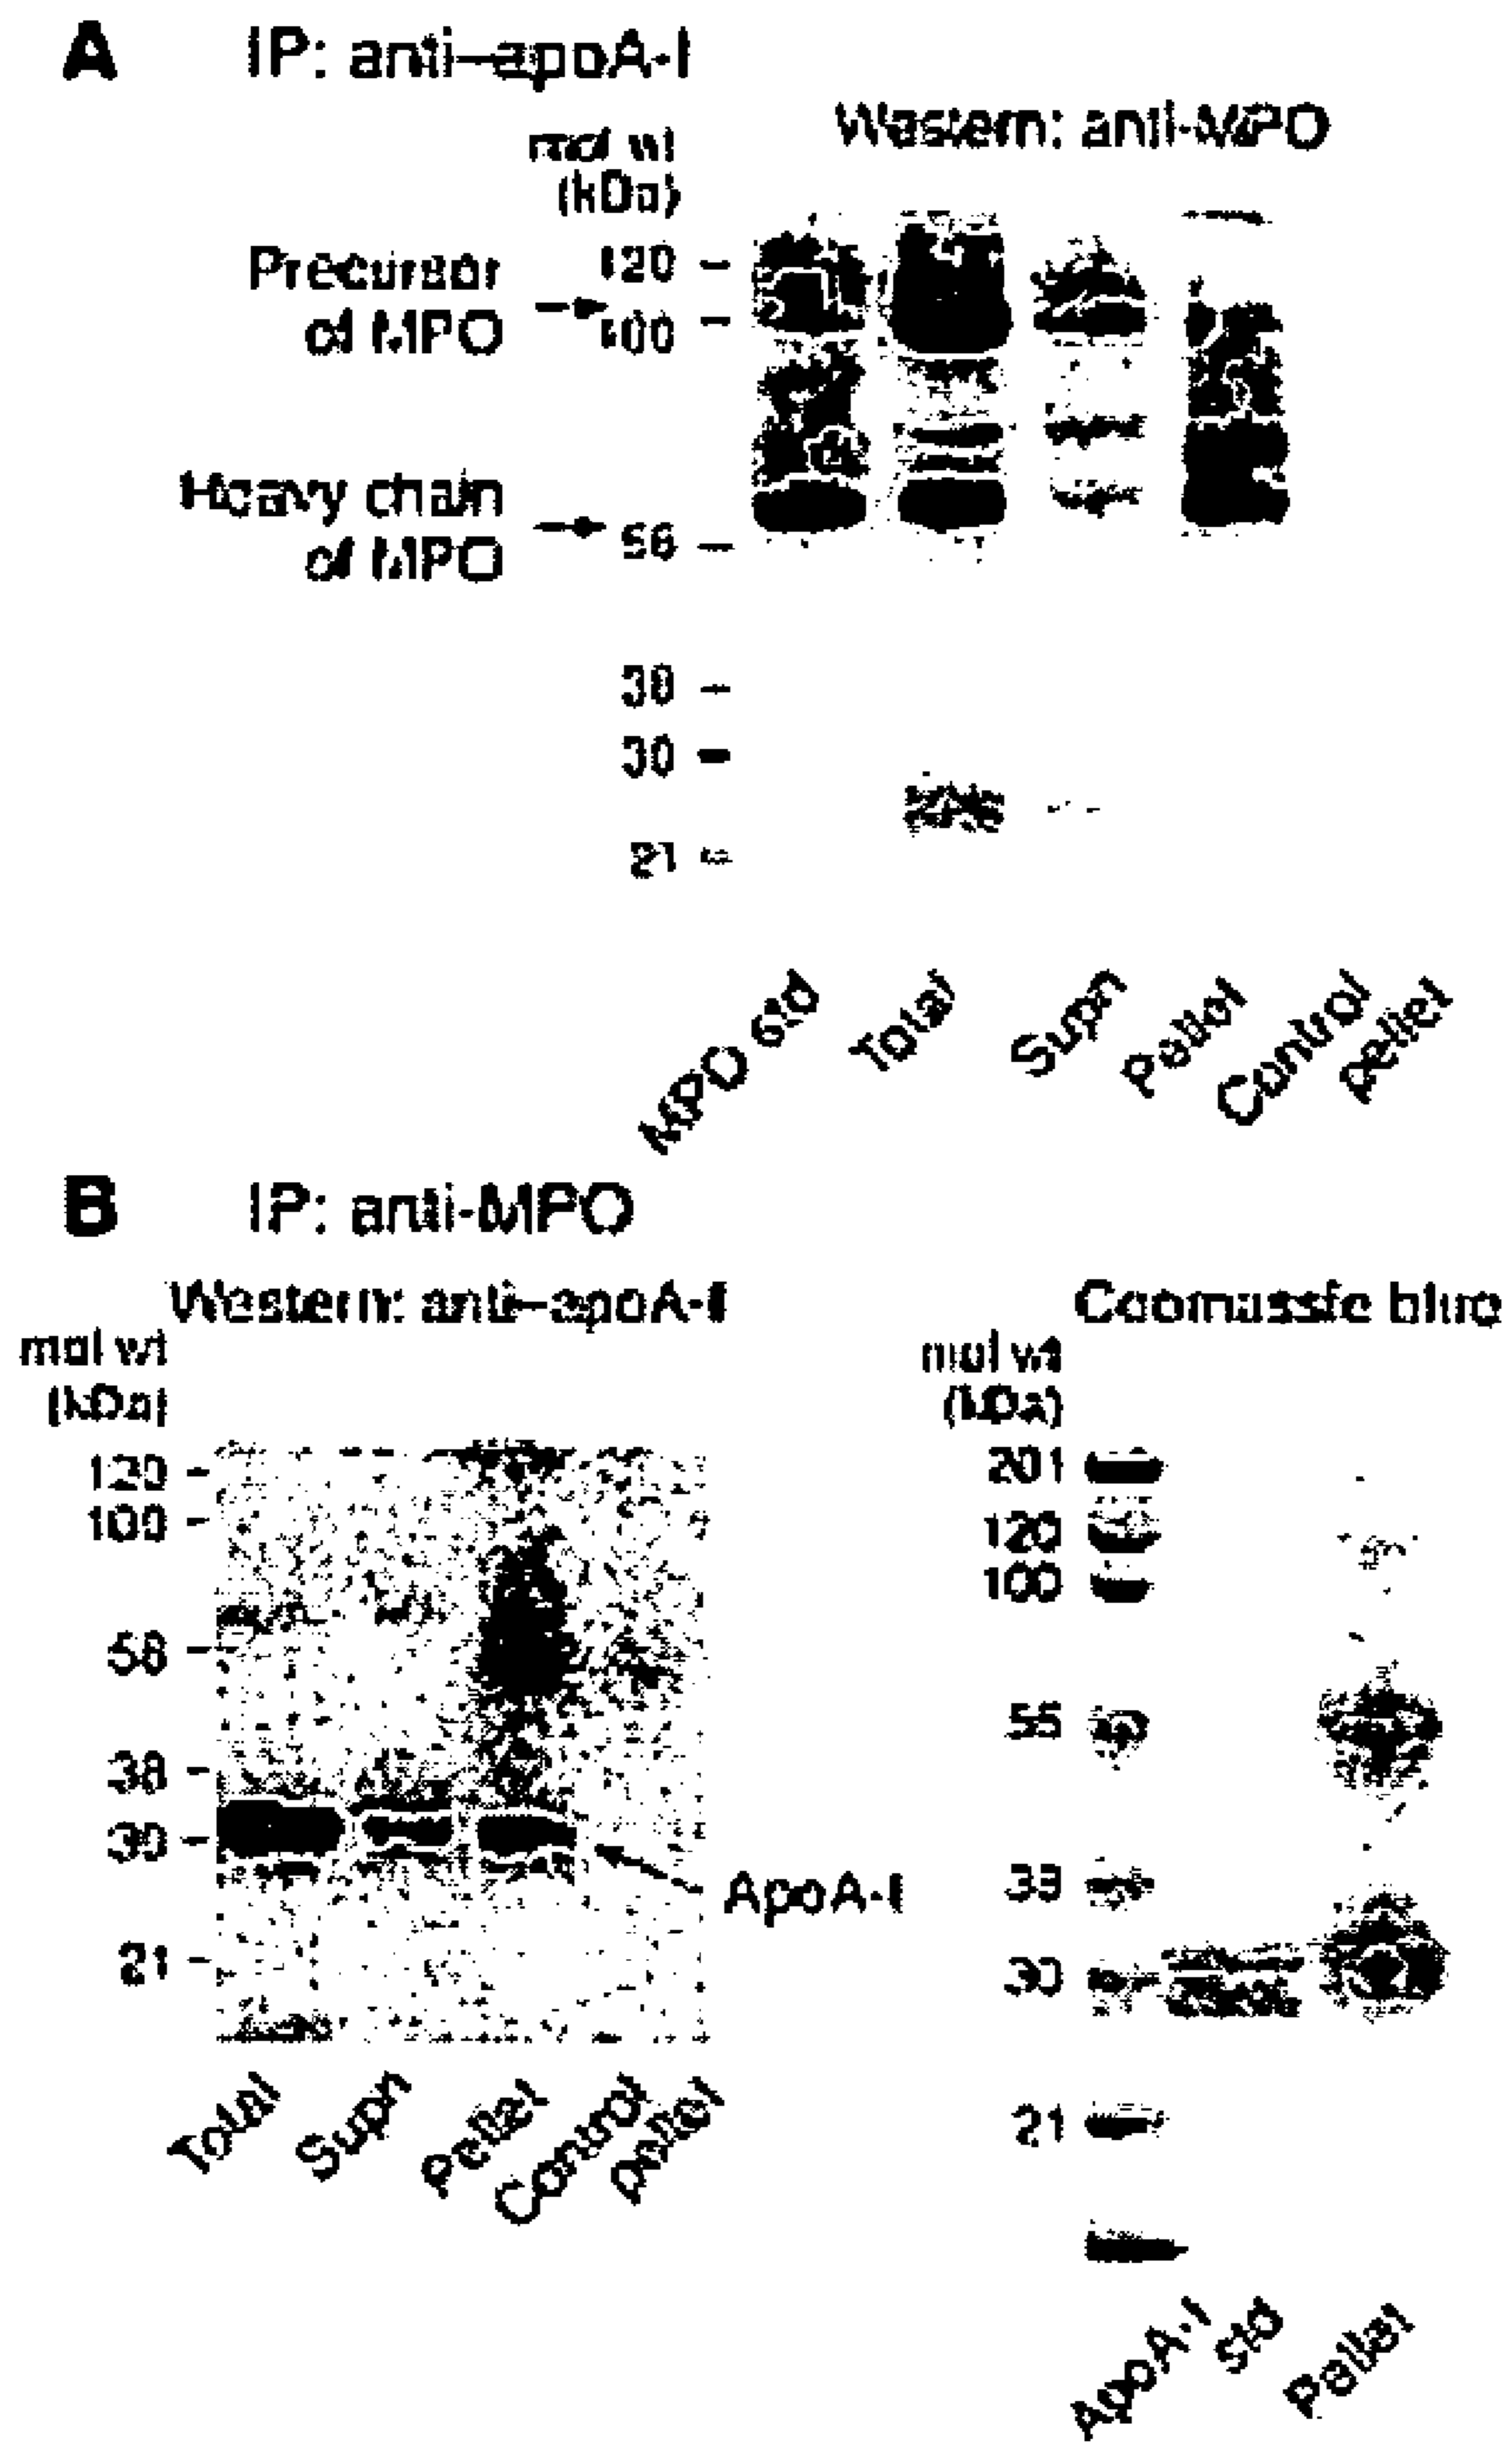 A IP: anti–apoA-I
Western: anti-MPO
mol wt
(kDa)
Precursor
of MPO
120
100
Heavy chain
of MPO
56
38
30
21
MPO std
Total
Supn
Pellet
Control
pellet
B IP: anti-MPO
Western: anti–apoA-I
mol wt
(kDa)
120
100
56
38
30
21
ApoA-I
Total
Supn
Pellet
Control
pellet
Coomassie blue
mol wt
(kDa)
201
120
100
56
38
30
21
ApoA-I
std
Pellet